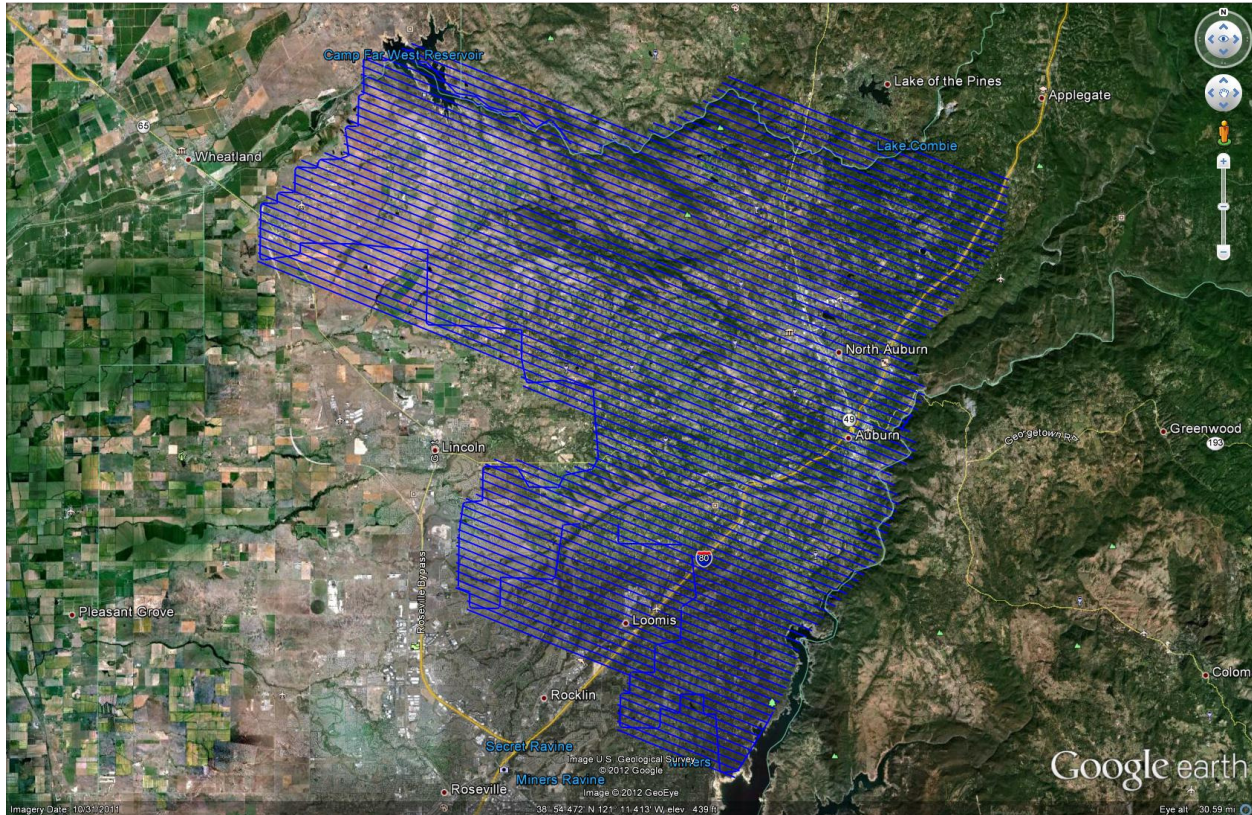 N
Camp Far West Reservoir
Lake of the Pines
Applegate
65
Wheatland
Lake Combie
North Auburn
49
Auburn
Greenwood
Georgetown Rd
193
Lincoln
80
Roseville Bypass
Pleasant Grove
Loomis
Colom
Rocklin
Secret Ravine
Image U.S. Geological Survey
Miners
© 2012 Google
Google earth
Miners Ravine
Image © 2012 GeoEye
Roseville
Imagery Date 10/31/2011
38° 54.472' N 121° 11.413' W elev 439 ft
Eye alt 30.59 mi